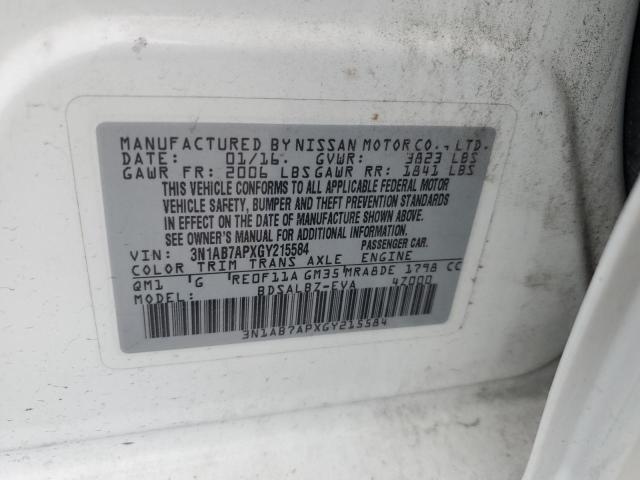 MANUFACTURED BY NISSAN MOTOR CO., LTD.
DATE: 01/16 GVWR: 3823 LBS
GAWR FR: 2006 LBS GAWR RR: 1841 LBS
THIS VEHICLE CONFORMS TO ALL APPLICABLE FEDERAL MOTOR
VEHICLE SAFETY, BUMPER AND THEFT PREVENTION STANDARDS
IN EFFECT ON THE DATE OF MANUFACTURE SHOWN ABOVE.
SEE OWNER'S MANUAL FOR ADDITIONAL INFORMATION.
VIN: 3N1AB7APXGY215584 PASSENGER CAR.
COLOR TRIM TRANS AXLE ENGINE
QM1 G RE0F11A GM35 MRA8DE 1798 CC
MODEL: BDSALBZ-EVA 4Z000
3N1AB7APXGY215584